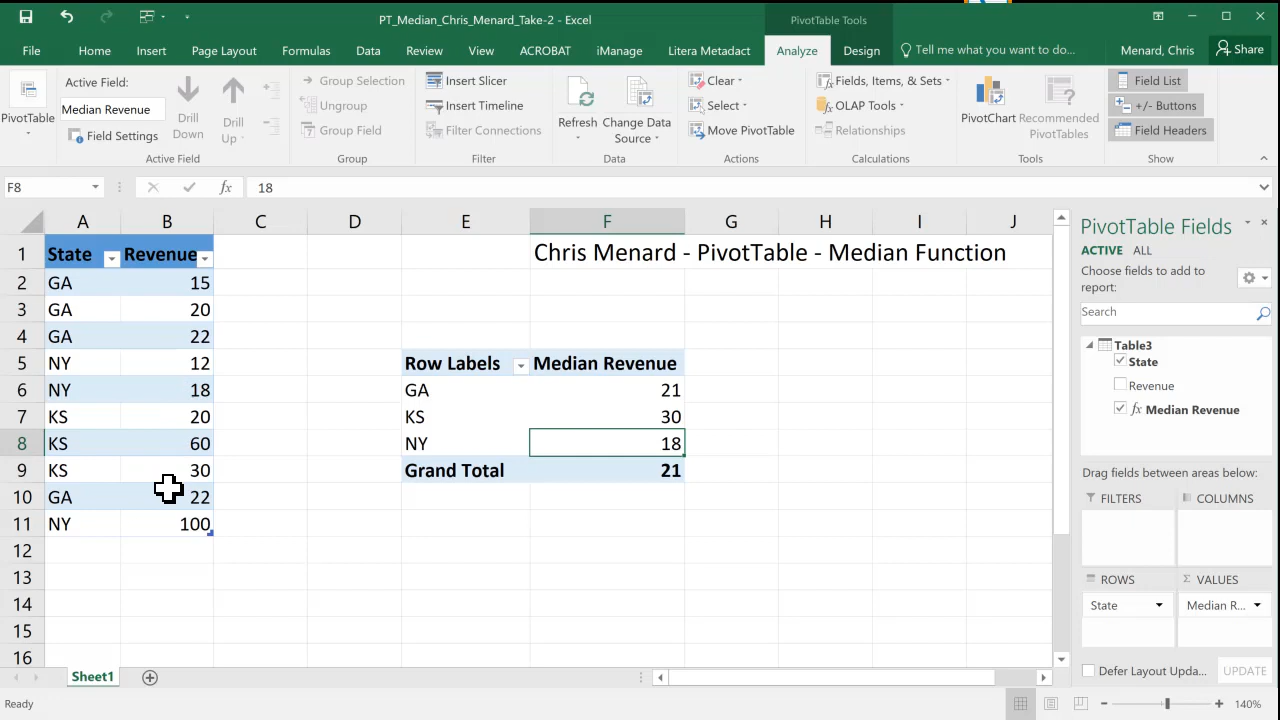 PT_Median_Chris_Menard_Take-2 - Excel
PivotTable Tools
File Home Insert Page Layout Formulas Data Review View ACROBAT iManage Litera Metadact Analyze Design Tell me what you want to do... Menard, Chris Share
PivotTable
Active Field:
Median Revenue
Field Settings
Drill Down
Drill Up
Active Field
Group Selection
Ungroup
Group Field
Group
Insert Slicer
Insert Timeline
Filter Connections
Filter
Refresh
Change Data Source
Data
Clear
Select
Move PivotTable
Actions
Fields, Items, & Sets
OLAP Tools
Relationships
Calculations
PivotChart
Recommended PivotTables
Tools
Field List
+/- Buttons
Field Headers
Show
F8 fx 18
A B C D E F G H I J
1 State Revenue Chris Menard - PivotTable - Median Function
2 GA 15
3 GA 20
4 GA 22
5 NY 12 Row Labels Median Revenue
6 NY 18 GA 21
7 KS 20 KS 30
8 KS 60 NY 18
9 KS 30 Grand Total 21
10 GA 22
11 NY 100
12
13
14
15
16
PivotTable Fields
ACTIVE ALL
Choose fields to add to
report:
Search
Table3
State
Revenue
fx Median Revenue
Drag fields between areas below:
FILTERS COLUMNS
ROWS Σ VALUES
State Median R...
Defer Layout Upda... UPDATE
Sheet1
Ready 140%